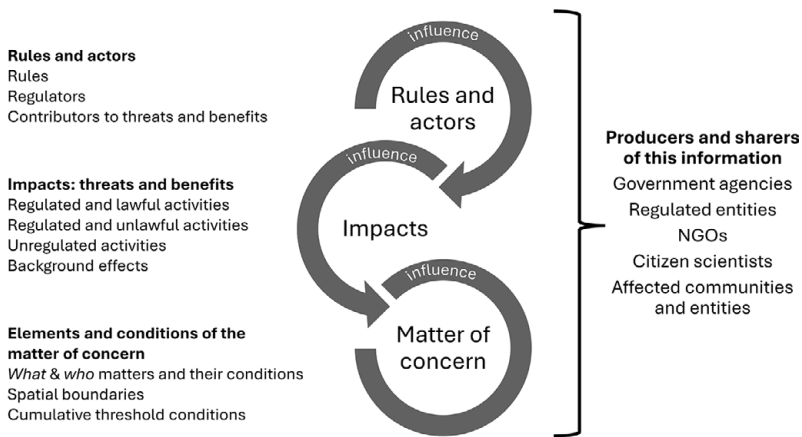 Rules and actors
Rules
Regulators
Contributors to threats and benefits
Impacts: threats and benefits
Regulated and lawful activities
Regulated and unlawful activities
Unregulated activities
Background effects
Elements and conditions of the
matter of concern
What & who matters and their conditions
Spatial boundaries
Cumulative threshold conditions
influence
Rules and
actors
influence
Impacts
influence
Matter of
concern
Producers and sharers
of this information
Government agencies
Regulated entities
NGOs
Citizen scientists
Affected communities
and entities